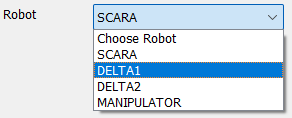 Robot SCARA
Choose Robot
SCARA
DELTA1
DELTA2
MANIPULATOR